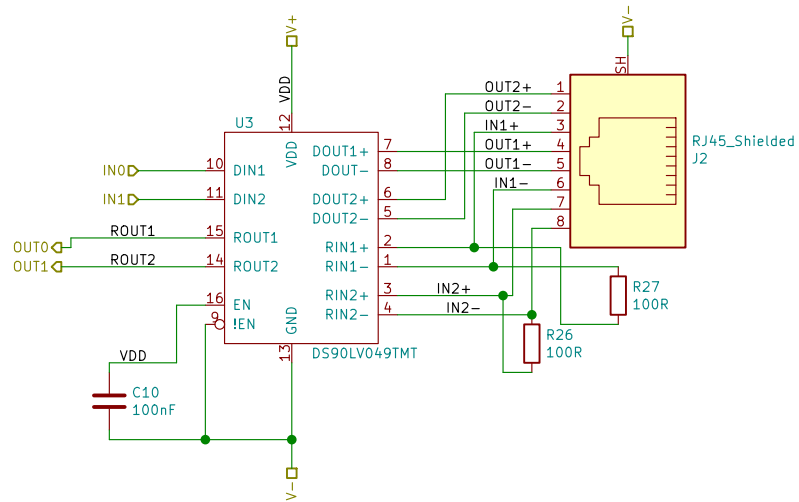 V+
V-
SH
VDD
U3
12
VDD
OUT2+
1
OUT2-
2
IN1+
3
OUT1+
4
OUT1-
5
IN1-
6
7
8
RJ45_Shielded
J2
IN0
10
DIN1
DOUT1+
7
DOUT-
8
IN1
11
DIN2
DOUT2+
6
DOUT2-
5
OUT0
ROUT1
15
ROUT1
RIN1+
2
OUT1
ROUT2
14
ROUT2
RIN1-
1
16
EN
RIN2+
3
IN2+
9
!EN
RIN2-
4
IN2-
GND
13
DS90LV049TMT
R27
100R
R26
100R
VDD
C10
100nF
V-